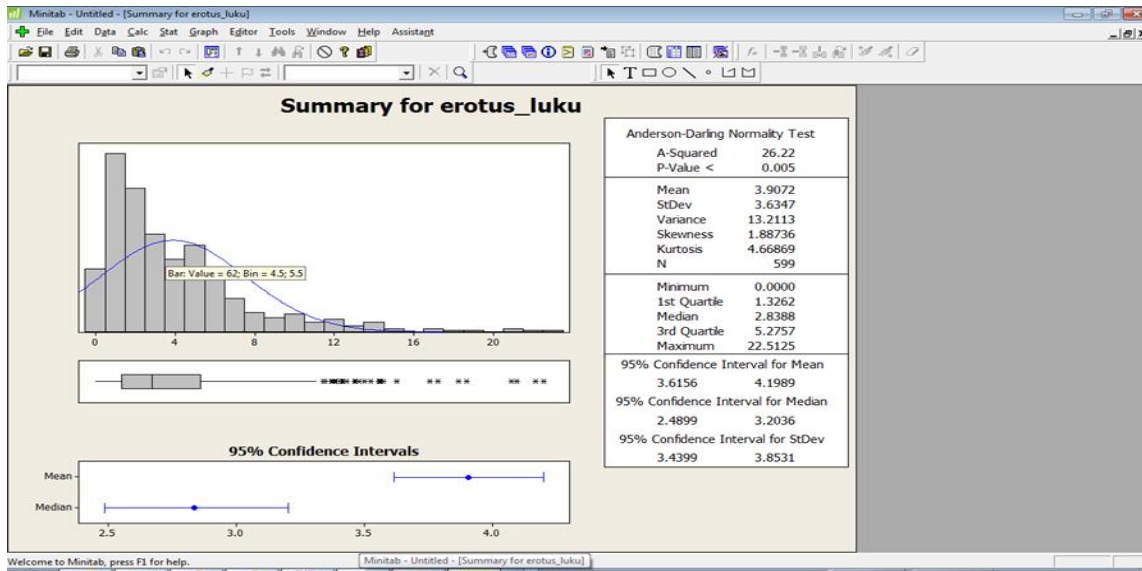 Minitab - Untitled - [Summary for erotus_luku]
File Edit Data Calc Stat Graph Editor Tools Window Help Assistant
Summary for erotus_luku
Bar: Value = 62; Bin = 4.5; 5.5
0 4 8 12 16 20
95% Confidence Intervals
Mean
Median
2.5 3.0 3.5 4.0
Anderson-Darling Normality Test
A-Squared 26.22
P-Value < 0.005
Mean 3.9072
StDev 3.6347
Variance 13.2113
Skewness 1.88736
Kurtosis 4.66869
N 599
Minimum 0.0000
1st Quartile 1.3262
Median 2.8388
3rd Quartile 5.2757
Maximum 22.5125
95% Confidence Interval for Mean
3.6156 4.1989
95% Confidence Interval for Median
2.4899 3.2036
95% Confidence Interval for StDev
3.4399 3.8531
Welcome to Minitab, press F1 for help.
Minitab - Untitled - [Summary for erotus_luku]